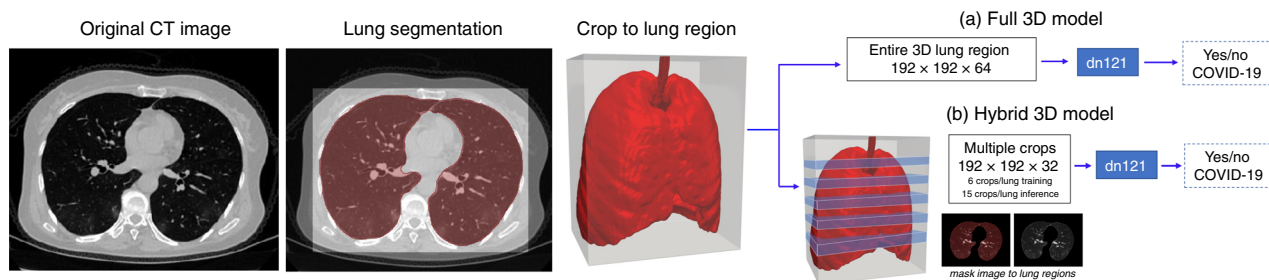 Original CT image
Lung segmentation
Crop to lung region
(a) Full 3D model
Entire 3D lung region
192 × 192 × 64
dn121
Yes/no
COVID-19
(b) Hybrid 3D model
Multiple crops
192 × 192 × 32
6 crops/lung training
15 crops/lung inference
dn121
Yes/no
COVID-19
mask image to lung regions